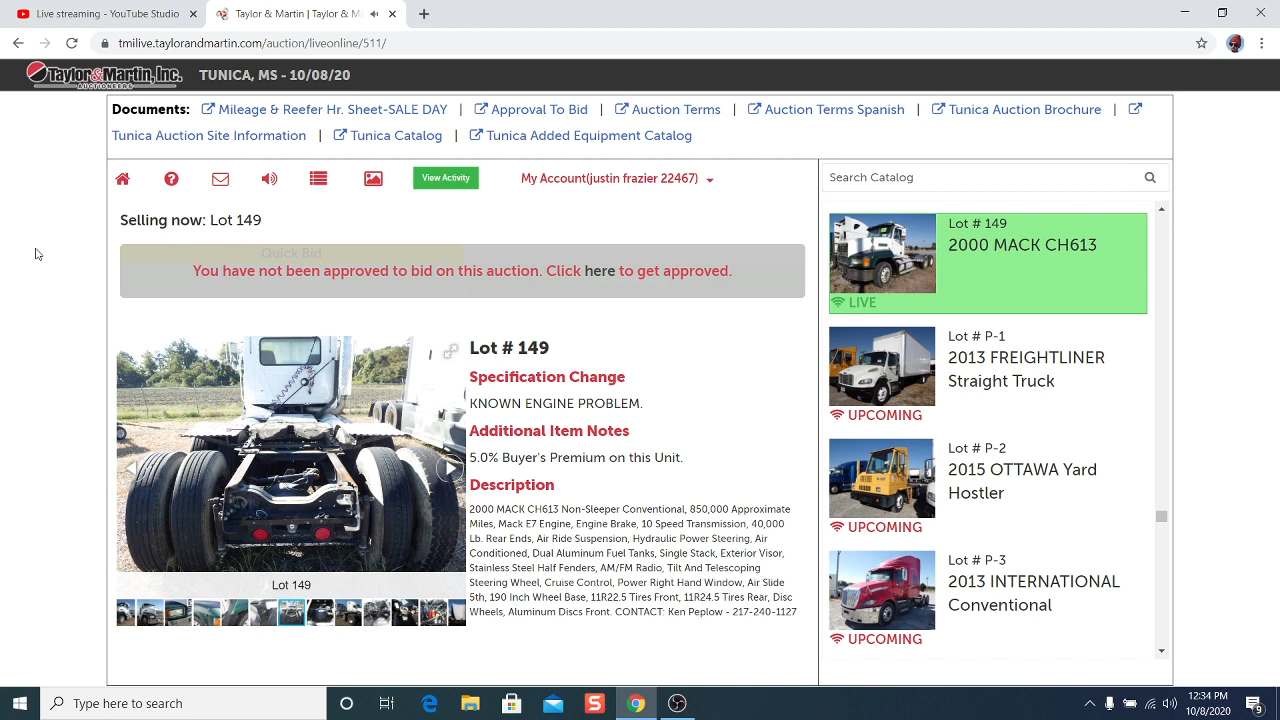 Live streaming - YouTube Studio
Taylor & Martin | Taylor & M
tmilive.taylorandmartin.com/auction/liveonline/511/
Taylor & Martin, Inc. TUNICA, MS - 10/08/20
AUCTIONEERS
Documents: Mileage & Reefer Hr. Sheet-SALE DAY | Approval To Bid | Auction Terms | Auction Terms Spanish | Tunica Auction Brochure |
Tunica Auction Site Information | Tunica Catalog | Tunica Added Equipment Catalog
View Activity My Account(justin frazier 22467)
Search Catalog
Selling now: Lot 149
Quick Bid
You have not been approved to bid on this auction. Click here to get approved.
Lot # 149
Specification Change
KNOWN ENGINE PROBLEM.
Additional Item Notes
5.0% Buyer's Premium on this Unit.
Description
2000 MACK CH613 Non-Sleeper Conventional, 850,000 Approximate
Miles, Mack E7 Engine, Engine Brake, 10 Speed Transmission, 40,000
Lb. Rear Ends, Air Ride Suspension, Hydraulic Power Steering, Air
Conditioned, Dual Aluminum Fuel Tanks, Single Stack, Exterior Visor,
Stainless Steel Half Fenders, AM/FM Radio, Tilt And Telescoping
Steering Wheel, Cruise Control, Power Right Hand Window, Air Slide
5th, 190 Inch Wheel Base, 11R22.5 Tires Front, 11R24.5 Tires Rear, Disc
Wheels, Aluminum Discs Front. CONTACT: Ken Peplow - 217-240-1127
Lot 149
Lot # 149
2000 MACK CH613
LIVE
Lot # P-1
2013 FREIGHTLINER
Straight Truck
UPCOMING
Lot # P-2
2015 OTTAWA Yard
Hostler
UPCOMING
Lot # P-3
2013 INTERNATIONAL
Conventional
UPCOMING
Type here to search
12:34 PM
10/8/2020
9